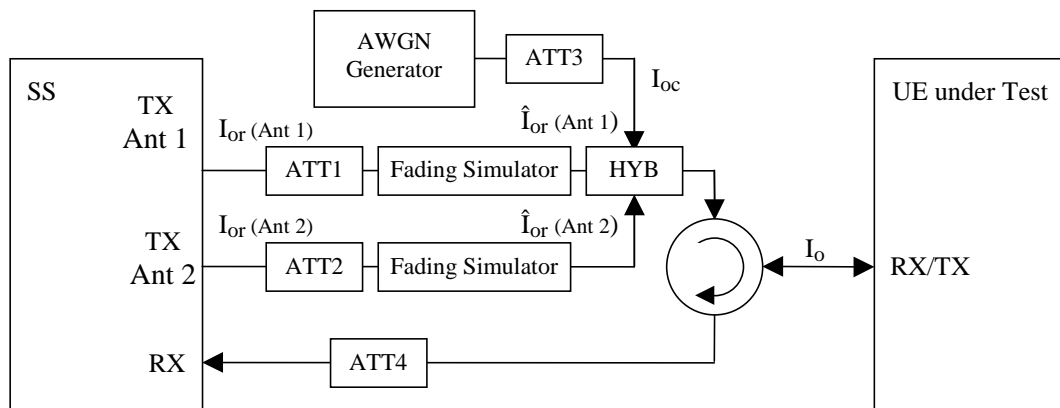 AWGN
Generator
ATT3
I_oc
SS
UE under Test
TX
Ant 1
I_or (Ant 1)
Î_or (Ant 1)
ATT1
Fading Simulator
HYB
TX
Ant 2
I_or (Ant 2)
Î_or (Ant 2)
ATT2
Fading Simulator
I_o
RX/TX
RX
ATT4